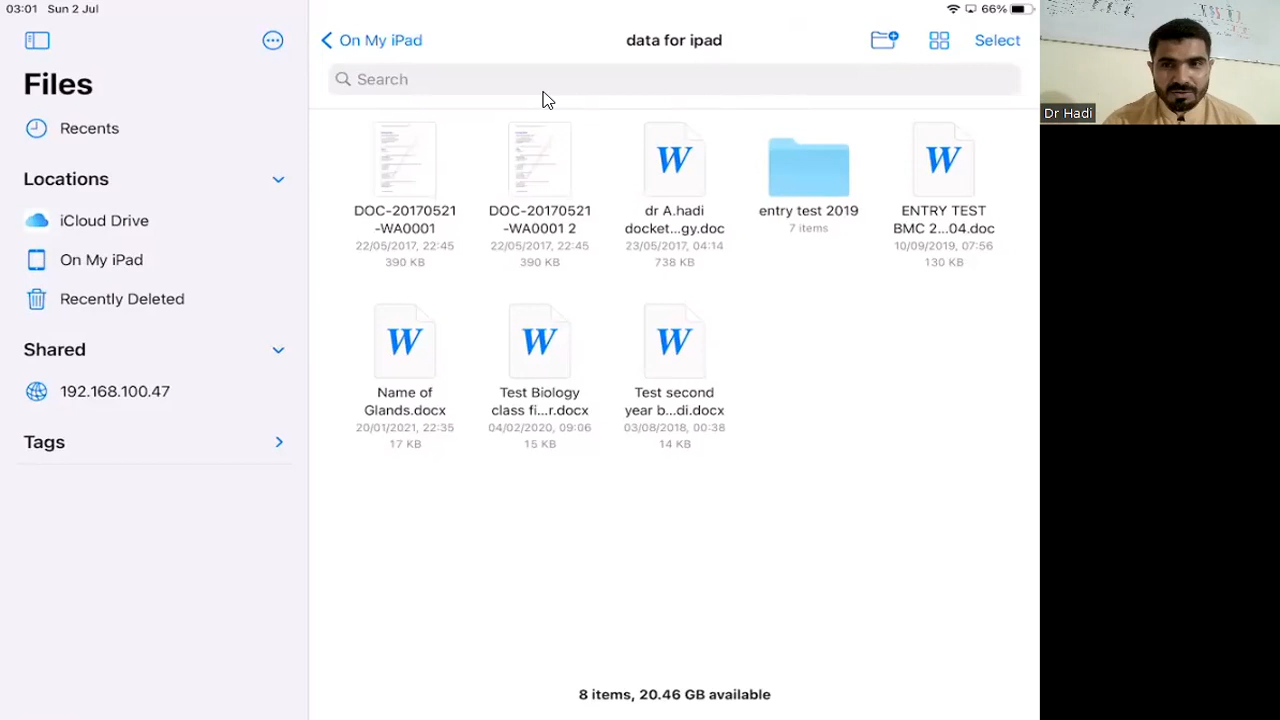 03:01 Sun 2 Jul
66%
Files
Recents
Locations
iCloud Drive
On My iPad
Recently Deleted
Shared
192.168.100.47
Tags
On My iPad
data for ipad
Select
Search
DOC-20170521
-WA0001
22/05/2017, 22:45
390 KB
DOC-20170521
-WA0001 2
22/05/2017, 22:45
390 KB
dr A.hadi
docket...gy.doc
23/05/2017, 04:14
738 KB
entry test 2019
7 items
ENTRY TEST
BMC 2...04.doc
10/09/2019, 07:56
130 KB
W
W
Name of
Glands.docx
20/01/2021, 22:35
17 KB
Test Biology
class fi...r.docx
04/02/2020, 09:06
15 KB
Test second
year b...di.docx
03/08/2018, 00:38
14 KB
W
W
W
8 items, 20.46 GB available
Dr Hadi